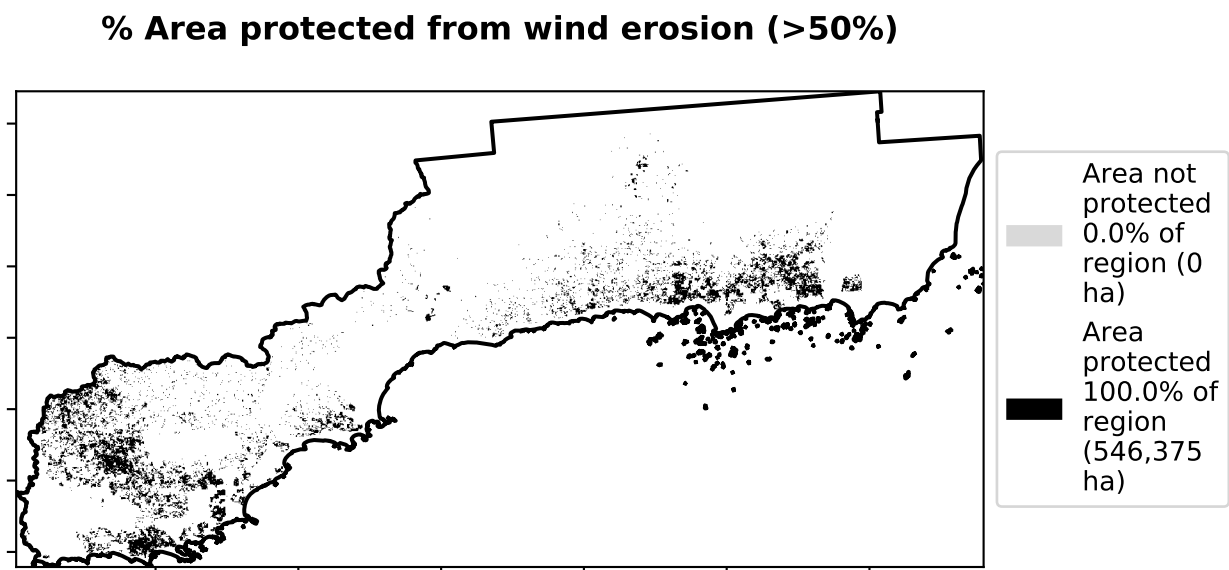 % Area protected from wind erosion (>50%)
Area not
protected
0.0% of
region (0
ha)
Area
protected
100.0% of
region
(546,375
ha)